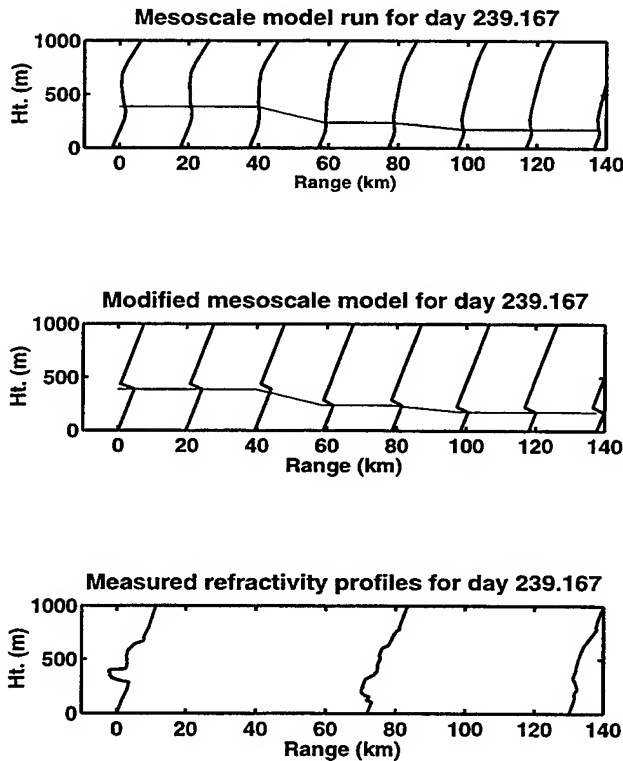 Mesoscale model run for day 239.167
1000
500
0
Ht. (m)
0 20 40 60 80 100 120 140
Range (km)
Modified mesoscale model for day 239.167
1000
500
0
Ht. (m)
0 20 40 60 80 100 120 140
Range (km)
Measured refractivity profiles for day 239.167
1000
500
0
Ht. (m)
0 20 40 60 80 100 120 140
Range (km)